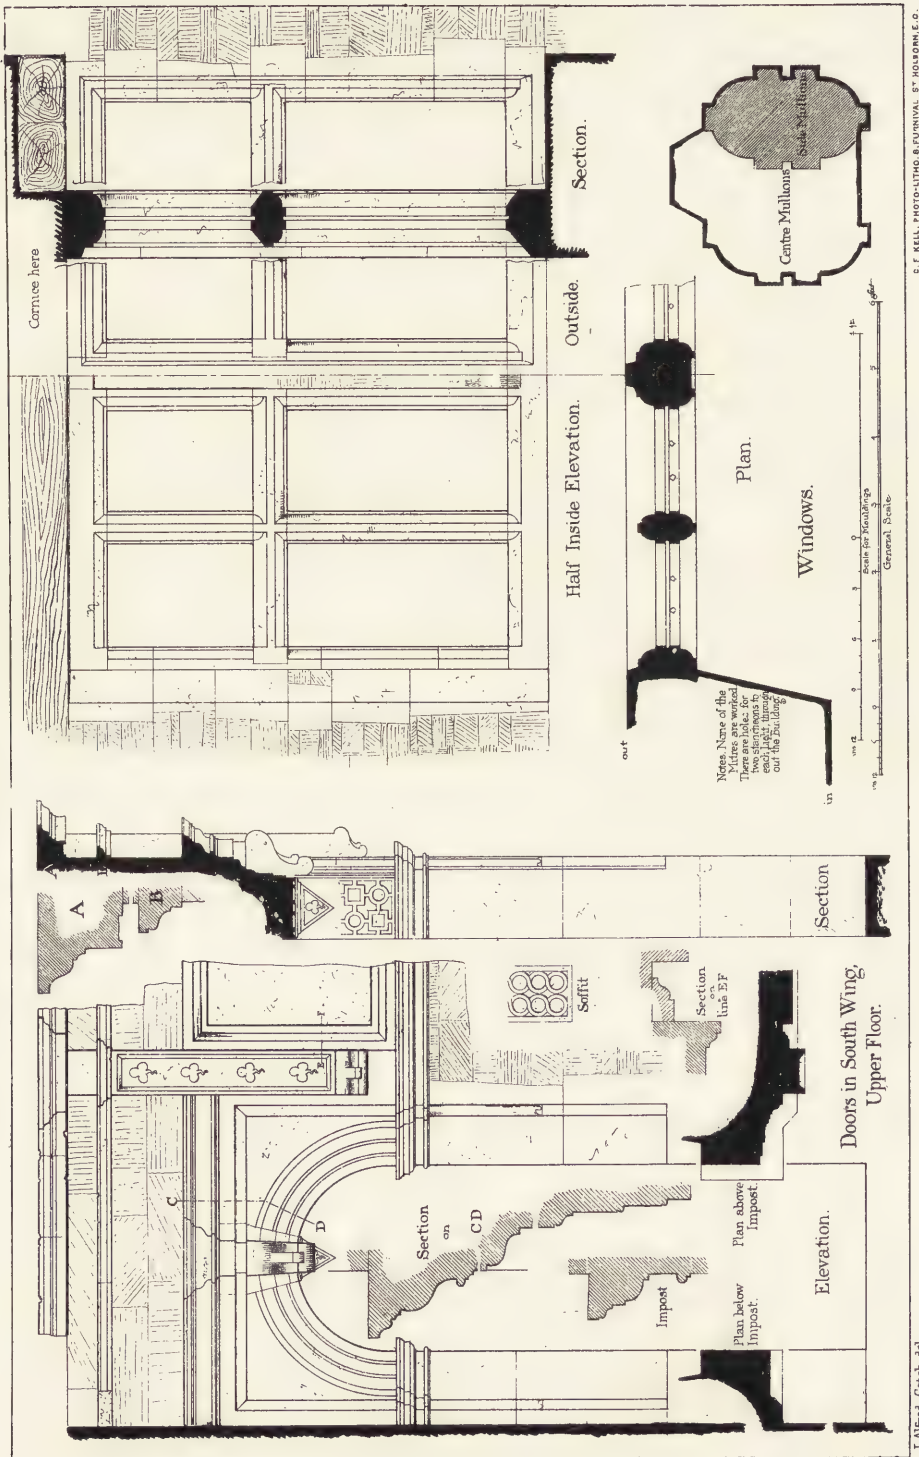 Cornice here
Half Inside Elevation.
Outside.
Section.
out
in
Notes. None of the
Mitres are worked
There are holes for
two stanchions to
each light through
out the building.
Plan.
Windows.
Centre Mullions
Side Mullions
Scale for Mouldings
General Scale
A
B
A
C
D
E
F
Section
on
C D
Impost
Soffit
Section
on
line EF
Section
Plan below
Impost.
Plan above
Impost.
Elevation.
Doors in South Wing,
Upper Floor.
C. F. KELL, PHOTO-LITHO. 8, FURNIVAL ST HOLBORN, E.C.